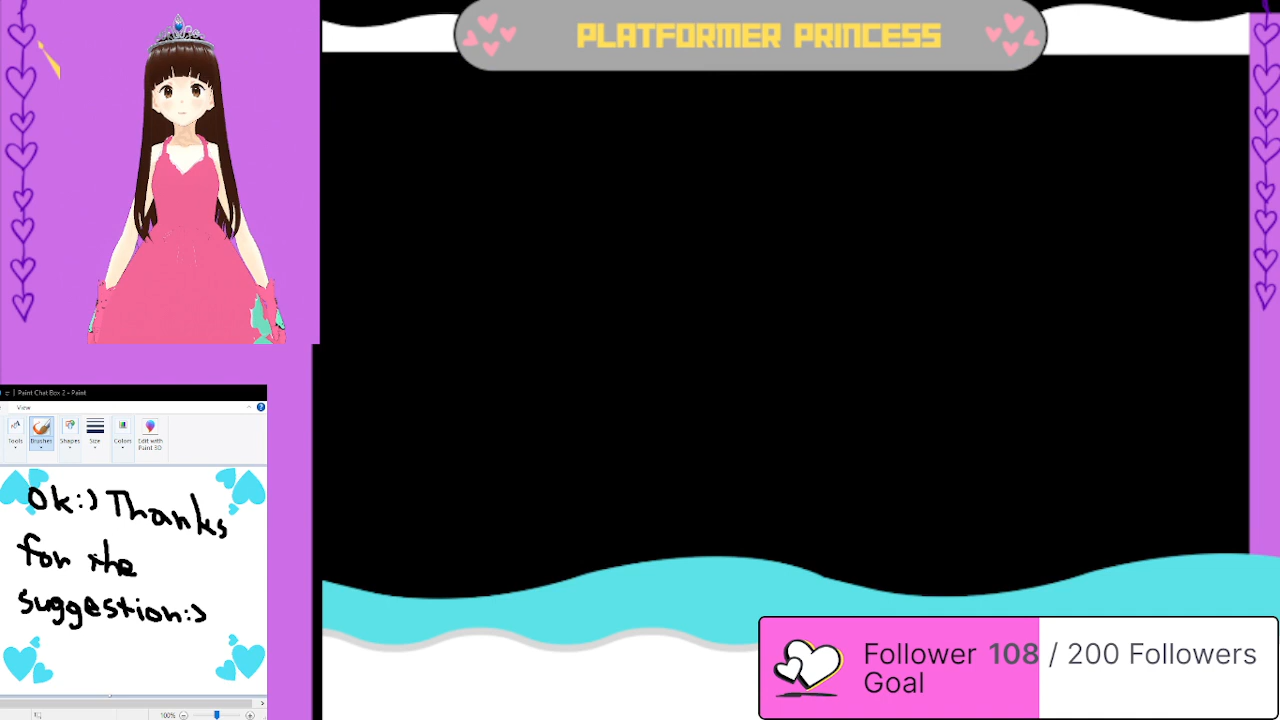 PLATFORMER PRINCESS
Paint Chat Box 2 - Paint
View
Tools
Brushes
Shapes
Size
Colors
Edit with
Paint 3D
Ok:) Thanks
for the
suggestion:)
100%
Follower 108 / 200 Followers
Goal